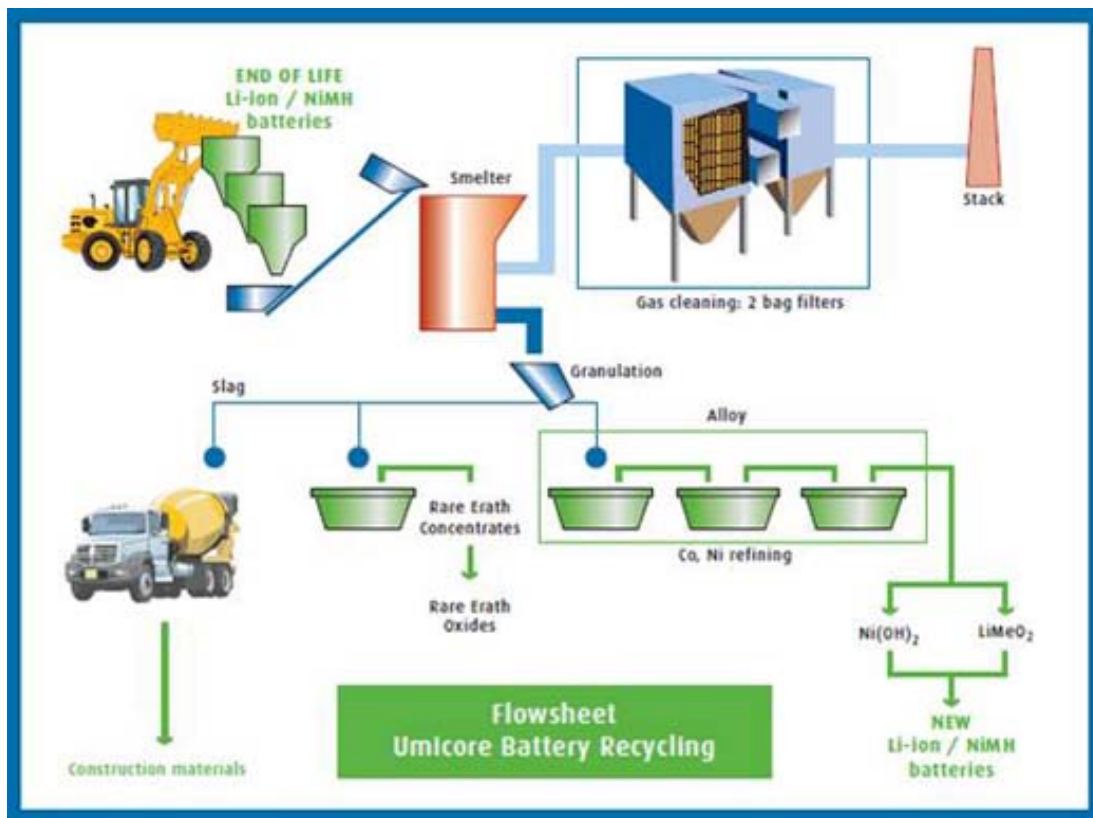 END OF LIFE
Li-ion / NiMH
batteries
Smelter
Stack
Gas cleaning: 2 bag filters
Granulation
Slag
Alloy
Rare Erath
Concentrates
Co, Ni refining
Rare Erath
Oxides
Ni(OH)₂
LiMeO₂
Flowsheet
Umicore Battery Recycling
NEW
Li-ion / NiMH
batteries
Construction materials